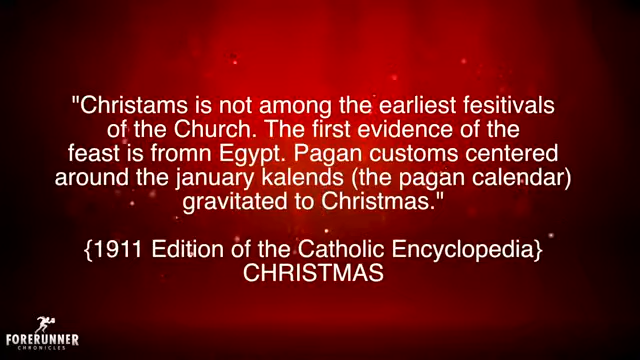 "Christams is not among the earliest fesitivals
of the Church. The first evidence of the
feast is fromn Egypt. Pagan customs centered
around the january kalends (the pagan calendar)
gravitated to Christmas."
{1911 Edition of the Catholic Encyclopedia}
CHRISTMAS
FORERUNNER
CHRONICLES